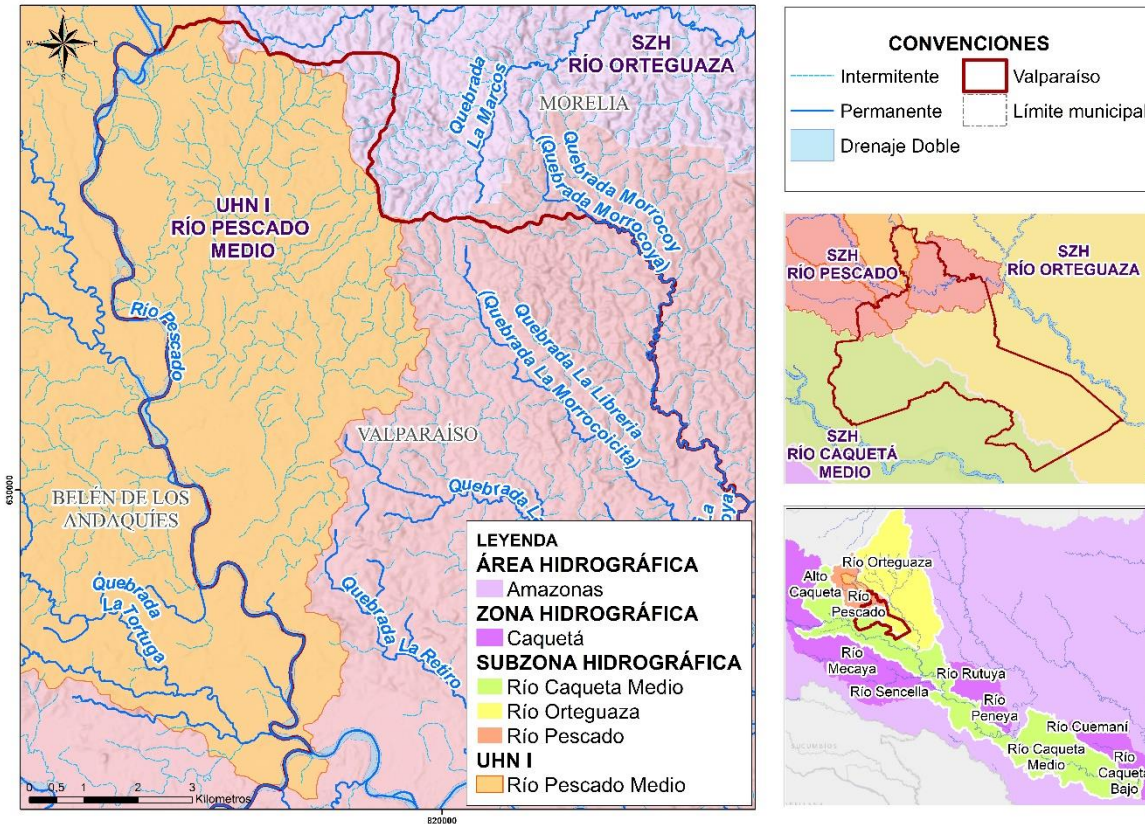 SZH
RÍO ORTEGUAZA
MORELIA
Quebrada
La Marcos
Quebrada Morrocoy
(Quebrada Morrocoya)
UHN I
RÍO PESCADO
MEDIO
Río Pescado
Quebrada La Libreria
(Quebrada La Morrocoicita)
VALPARAÍSO
630000
BELÉN DE LOS
ANDAQUÍES
Quebrada
La Tortuga
Quebrada La Retiro
0 0,5 1 2 3
Kilometros
820000
LEYENDA
ÁREA HIDROGRÁFICA
Amazonas
ZONA HIDROGRÁFICA
Caquetá
SUBZONA HIDROGRÁFICA
Río Caqueta Medio
Río Orteguaza
Río Pescado
UHN I
Río Pescado Medio
CONVENCIONES
Intermitente
Permanente
Drenaje Doble
Valparaíso
Límite municipal
SZH
RÍO PESCADO
SZH
RÍO ORTEGUAZA
SZH
RÍO CAQUETÁ
MEDIO
Río Orteguaza
Alto
Caqueta
Río
Pescado
Río
Mecaya
Río Sencella
Río Rutuya
Río
Peneya
Río Cuemaní
Río Caqueta
Medio
Río
Caqueta
Bajo